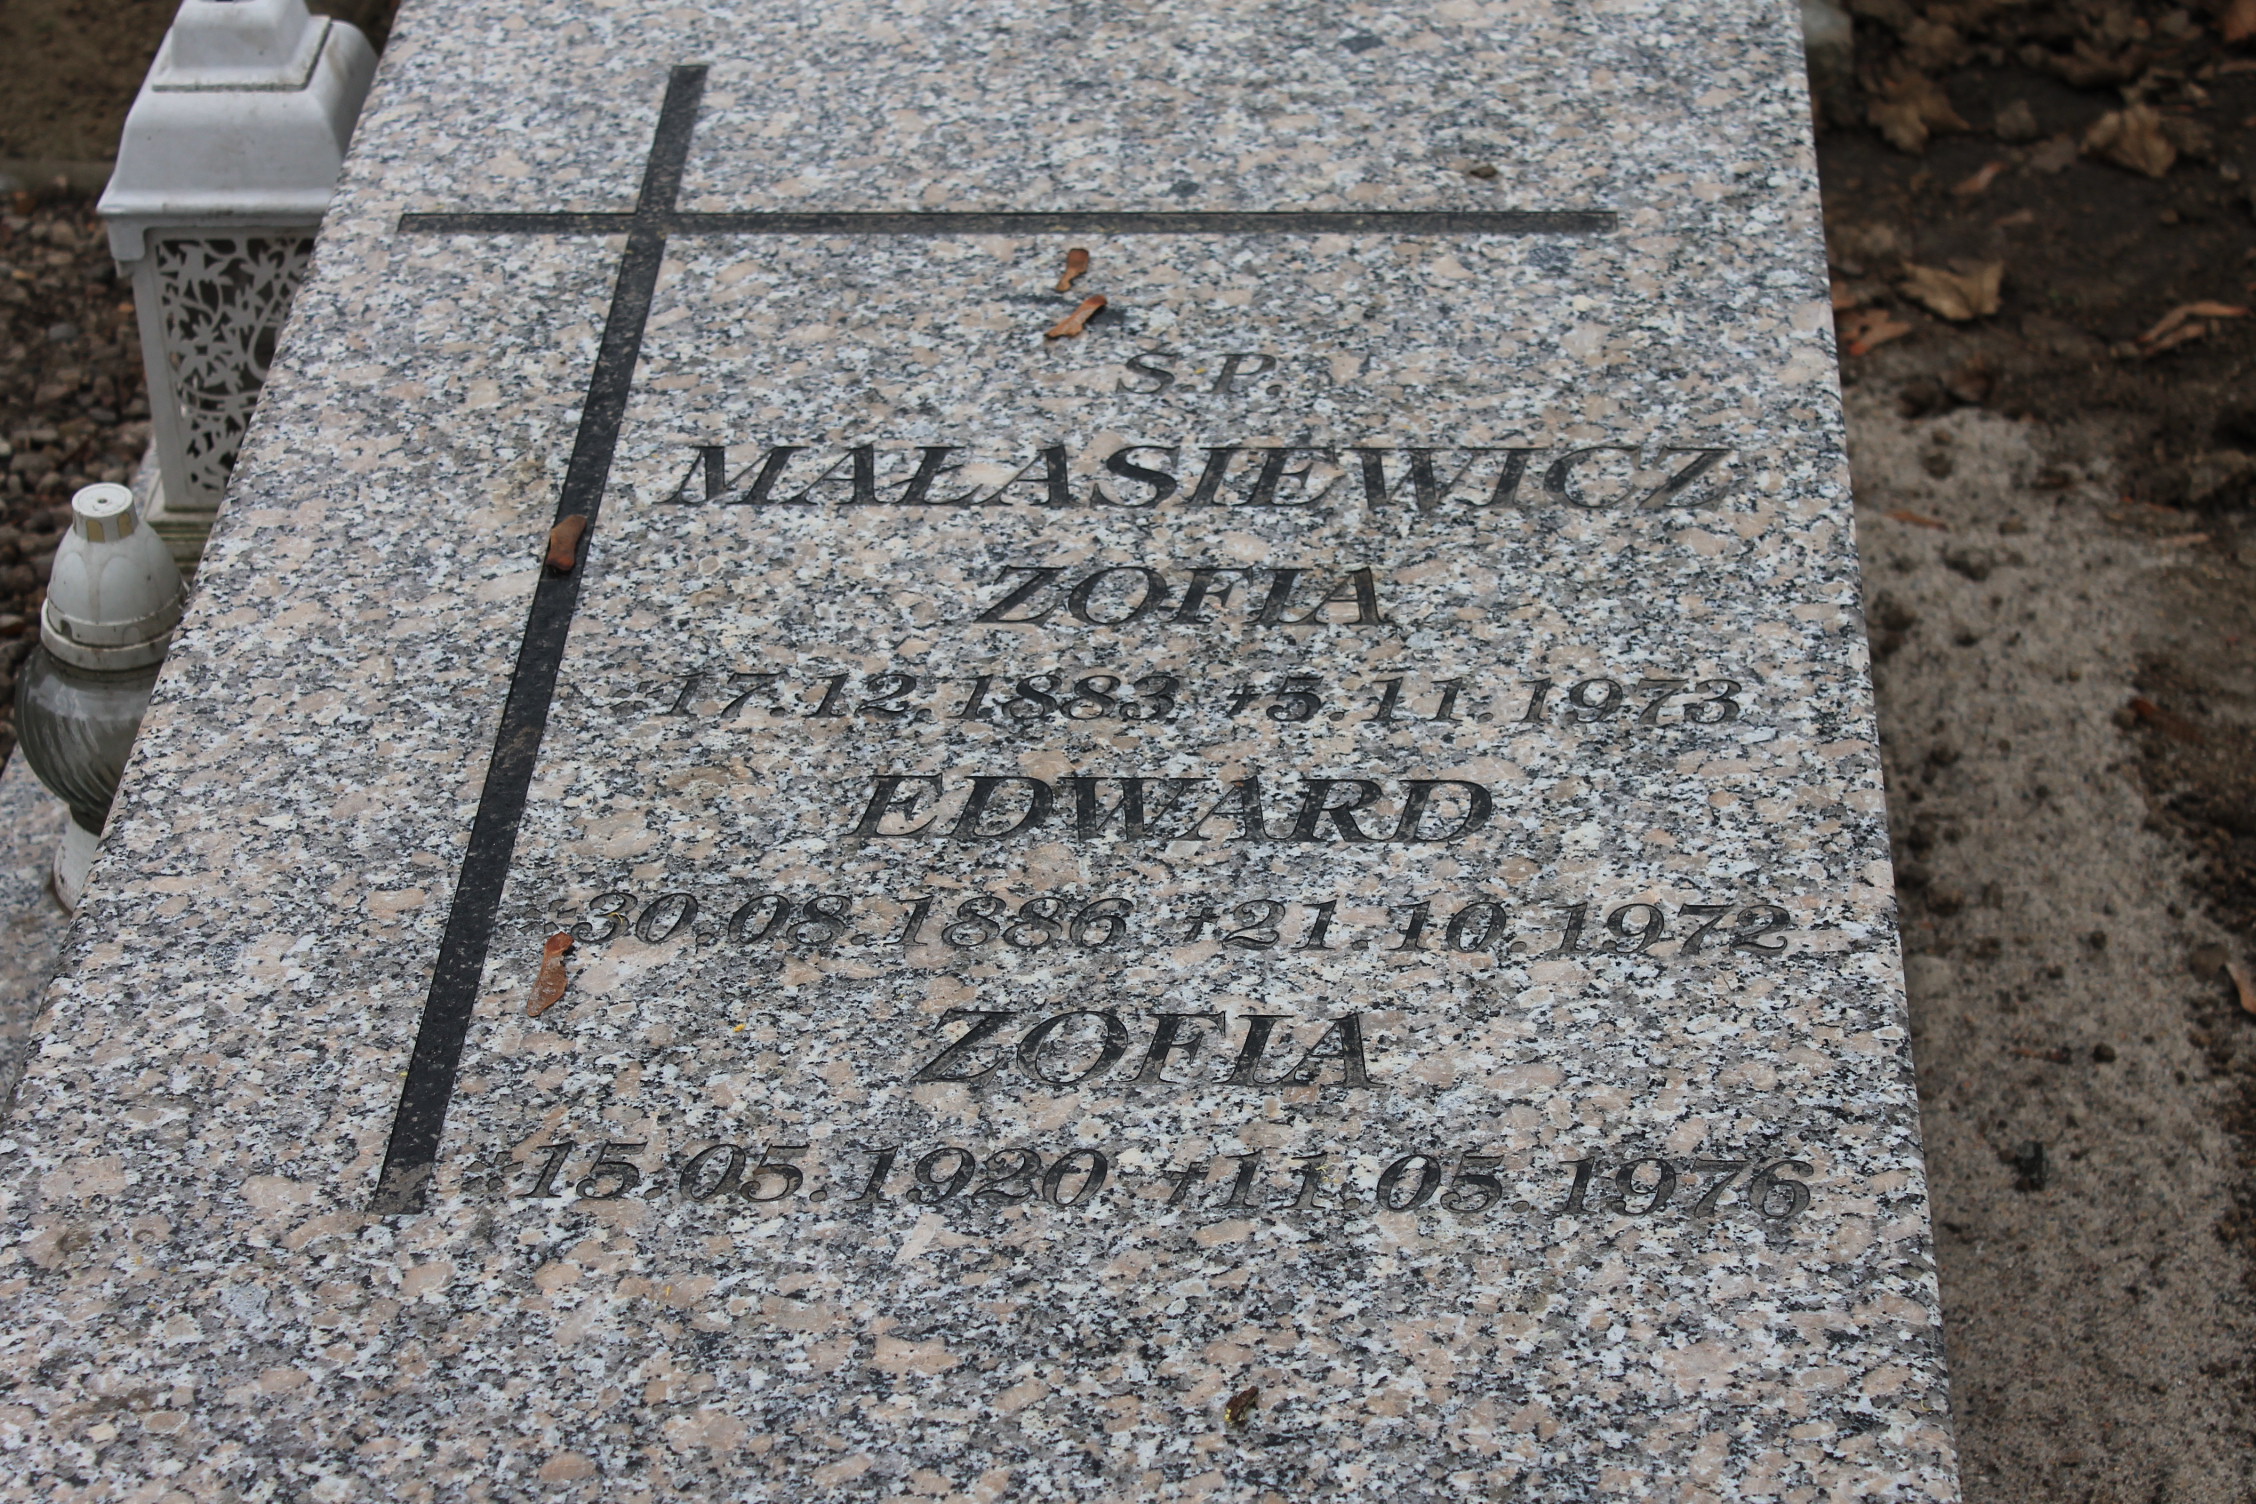 Ś.P.
MAŁASIEWICZ
ZOFIA
*17.12.1883 +5.11.1973
EDWARD
*30.08.1886 +21.10.1972
ZOFIA
*15.05.1920 +11.05.1976